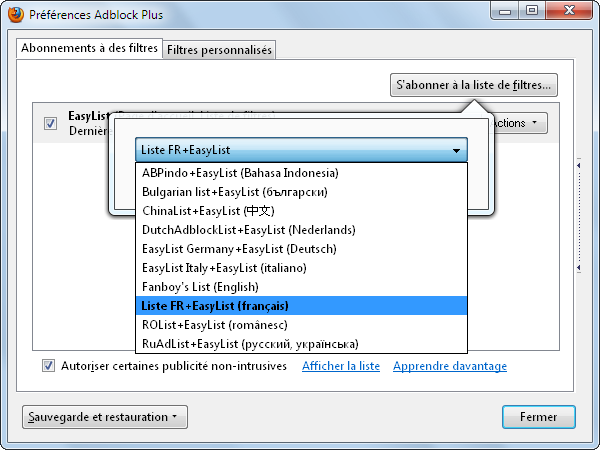 Préférences Adblock Plus
Abonnements à des filtres
Filtres personnalisés
S'abonner à la liste de filtres...
EasyList
Dernière
Actions
Liste FR+EasyList
ABPindo+EasyList (Bahasa Indonesia)
Bulgarian list+EasyList (български)
ChinaList+EasyList (中文)
DutchAdblockList+EasyList (Nederlands)
EasyList Germany+EasyList (Deutsch)
EasyList Italy+EasyList (italiano)
Fanboy's List (English)
Liste FR+EasyList (français)
ROList+EasyList (românesc)
RuAdList+EasyList (русский, українська)
Autoriser certaines publicité non-intrusives Afficher la liste Apprendre davantage
Sauvegarde et restauration
Fermer